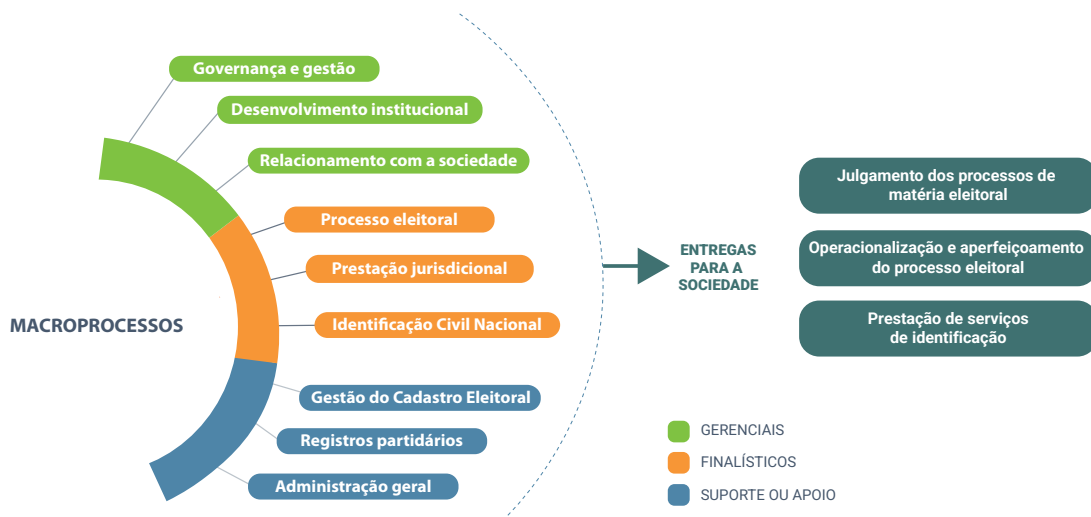 Governança e gestão
Desenvolvimento institucional
Relacionamento com a sociedade
Processo eleitoral
Prestação jurisdicional
MACROPROCESSOS
Identificação Civil Nacional
Gestão do Cadastro Eleitoral
Registros partidários
Administração geral
ENTREGAS
PARA A
SOCIEDADE
Julgamento dos processos de
matéria eleitoral
Operacionalização e aperfeiçoamento
do processo eleitoral
Prestação de serviços
de identificação
GERENCIAIS
FINALÍSTICOS
SUPORTE OU APOIO